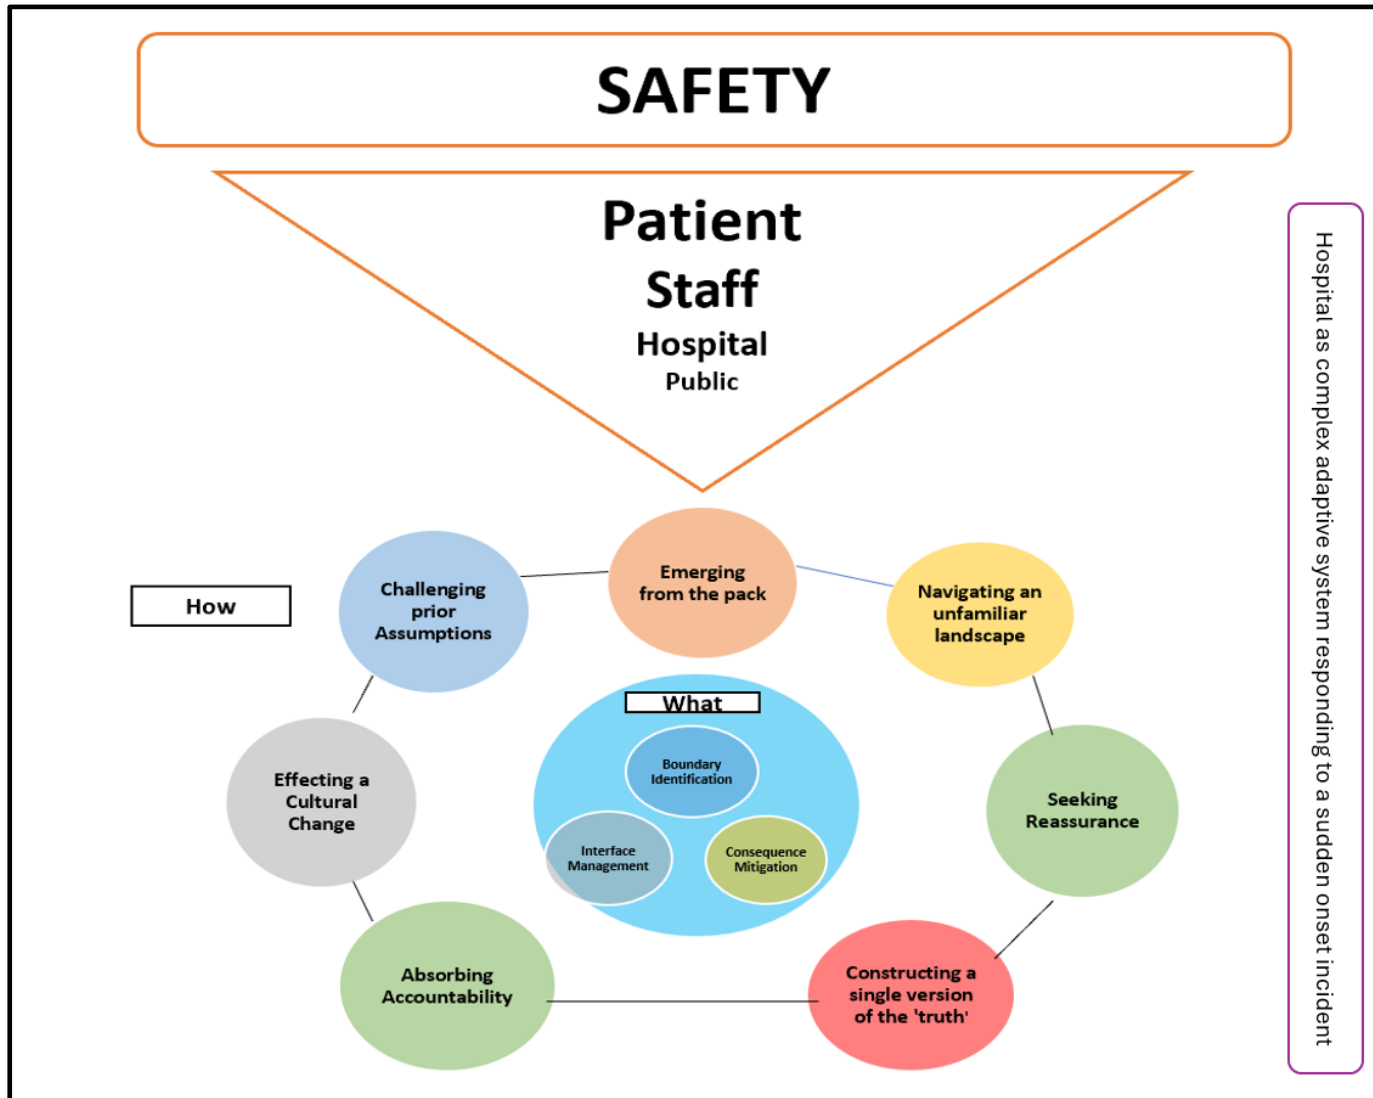 SAFETY
Patient
Staff
Hospital
Public
Hospital as complex adaptive system responding to a sudden onset incident
How
Challenging
prior
Assumptions
Emerging
from the pack
Navigating an
unfamiliar
landscape
What
Boundary
Identification
Interface
Management
Consequence
Mitigation
Effecting a
Cultural
Change
Seeking
Reassurance
Absorbing
Accountability
Constructing a
single version
of the 'truth'